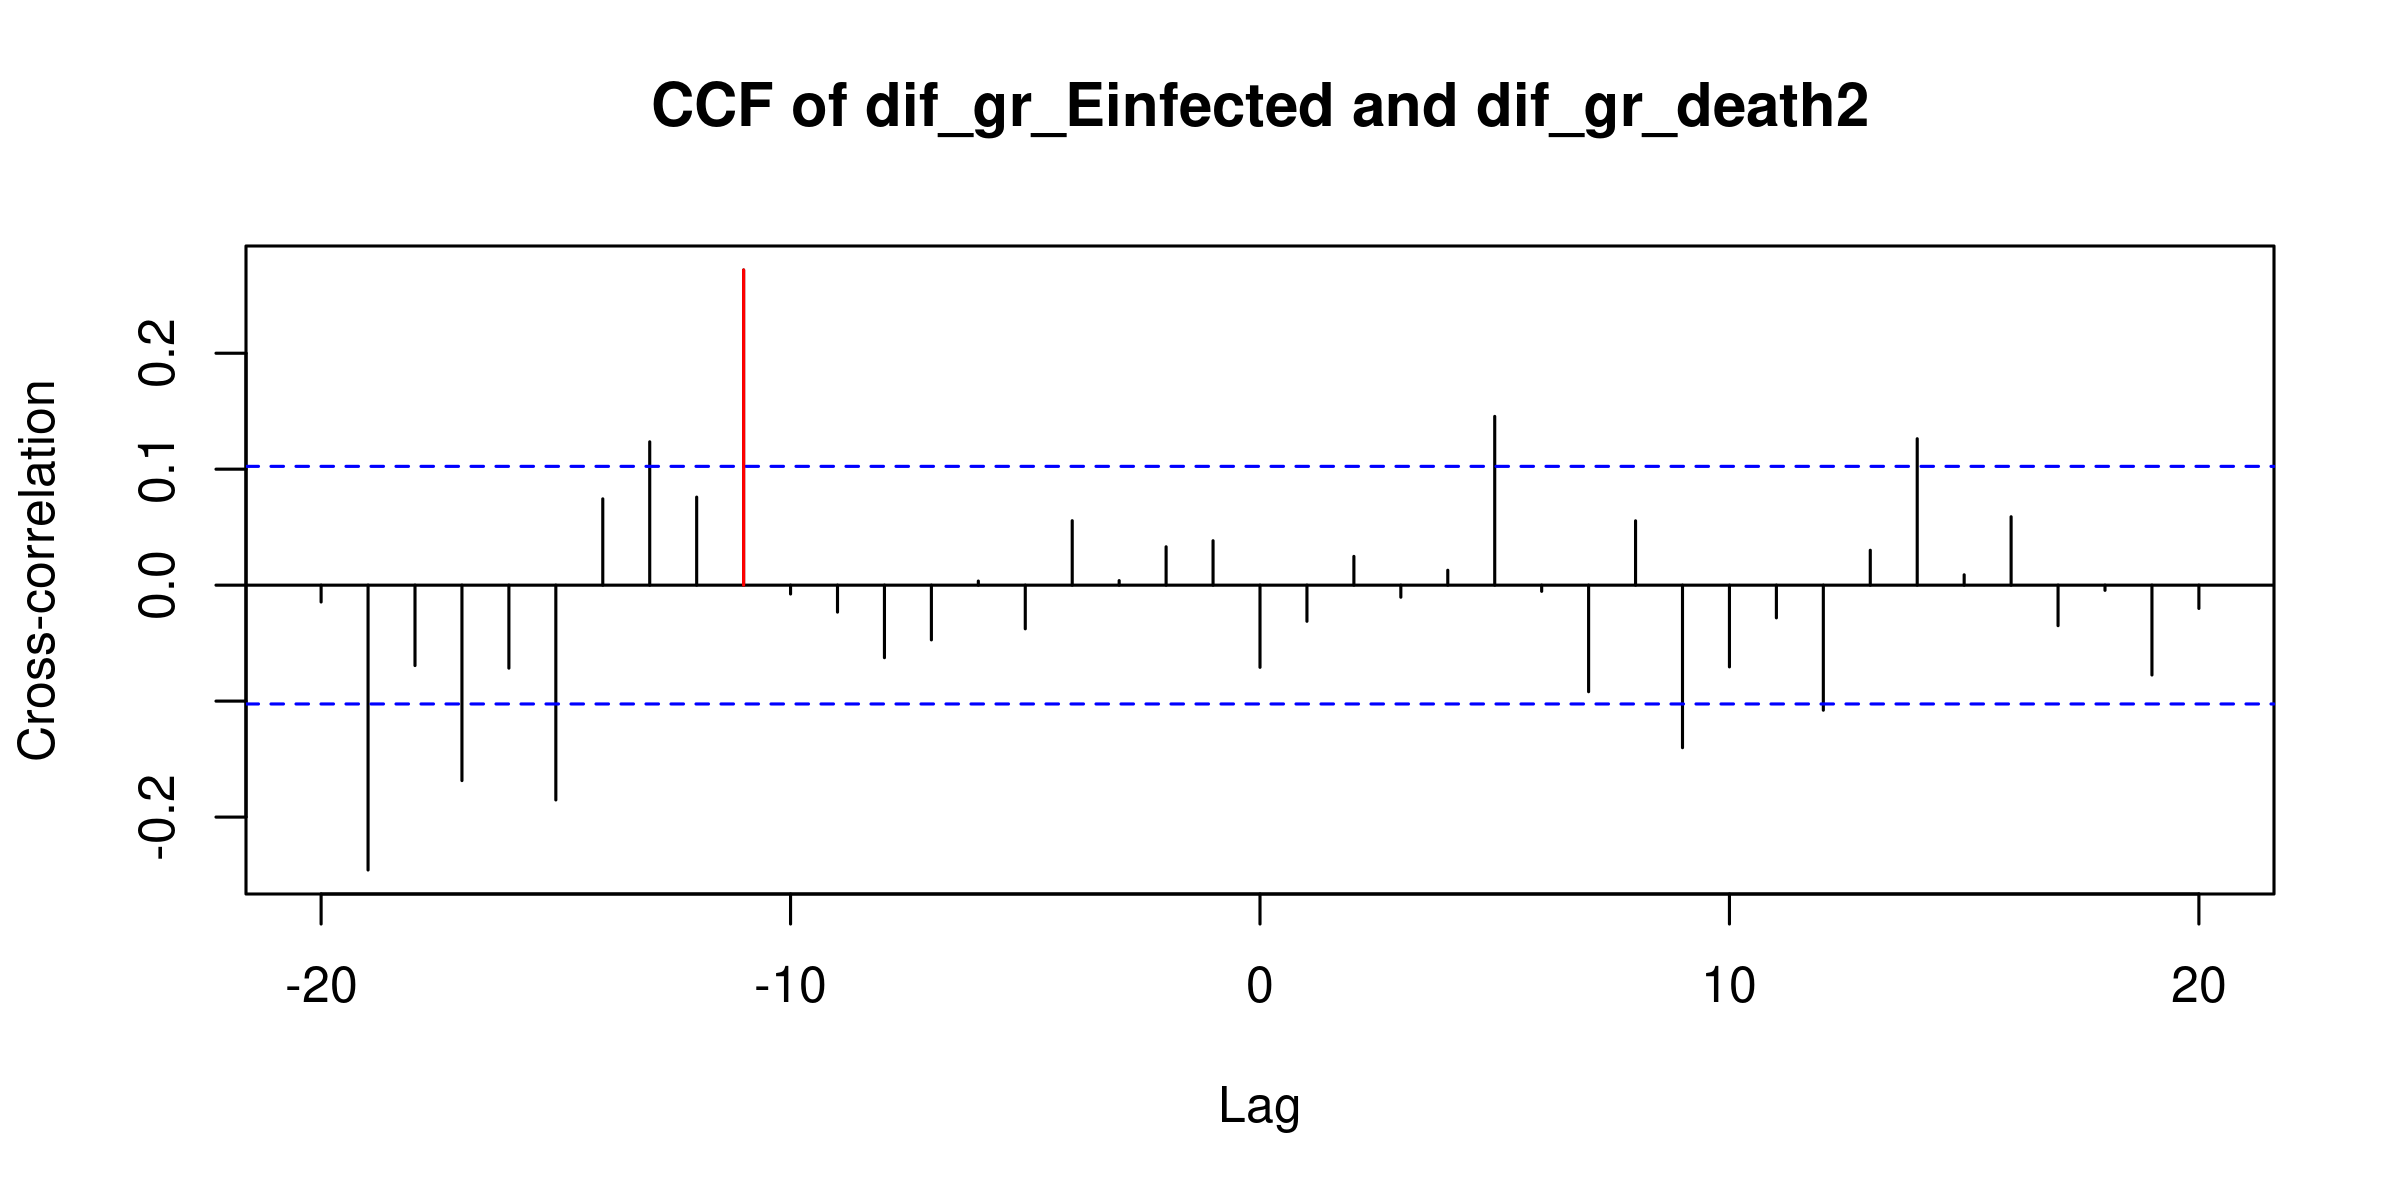 CCF of dif_gr_Einfected and dif_gr_death2
Cross-correlation
0.2
0.1
0.0
-0.2
-20 -10 0 10 20
Lag